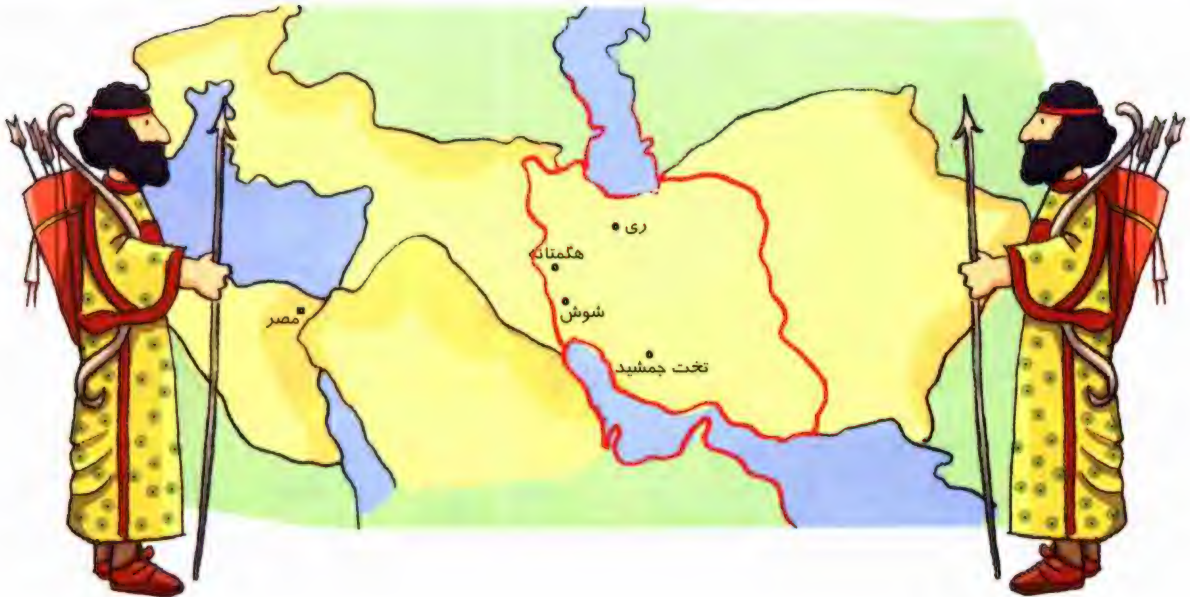 ری
هگمتانه
شوش
مصر
تخت جمشید